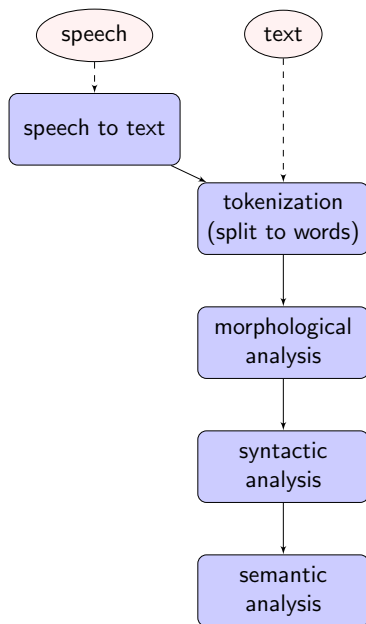 speech
text
speech to text
tokenization
(split to words)
morphological
analysis
syntactic
analysis
semantic
analysis